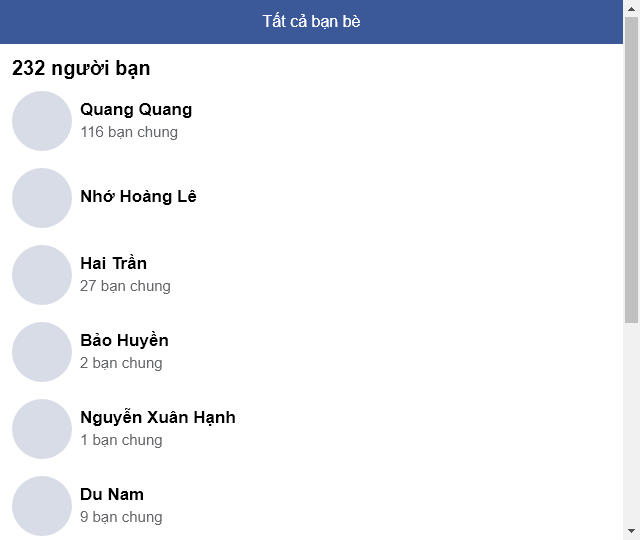 Tất cả bạn bè
232 người bạn
Quang Quang
116 bạn chung
Nhớ Hoàng Lê
Hai Trần
27 bạn chung
Bảo Huyền
2 bạn chung
Nguyễn Xuân Hạnh
1 bạn chung
Du Nam
9 bạn chung